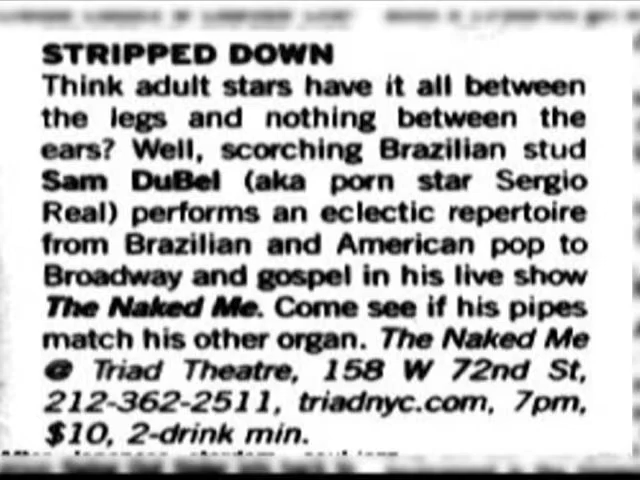 STRIPPED DOWN
Think adult stars have it all between
the legs and nothing between the
ears? Well, scorching Brazilian stud
Sam DuBel (aka porn star Sergio
Real) performs an eclectic repertoire
from Brazilian and American pop to
Broadway and gospel in his live show
The Naked Me. Come see if his pipes
match his other organ. The Naked Me
@ Triad Theatre, 158 W 72nd St,
212-362-2511, triadnyc.com, 7pm,
$10, 2-drink min.